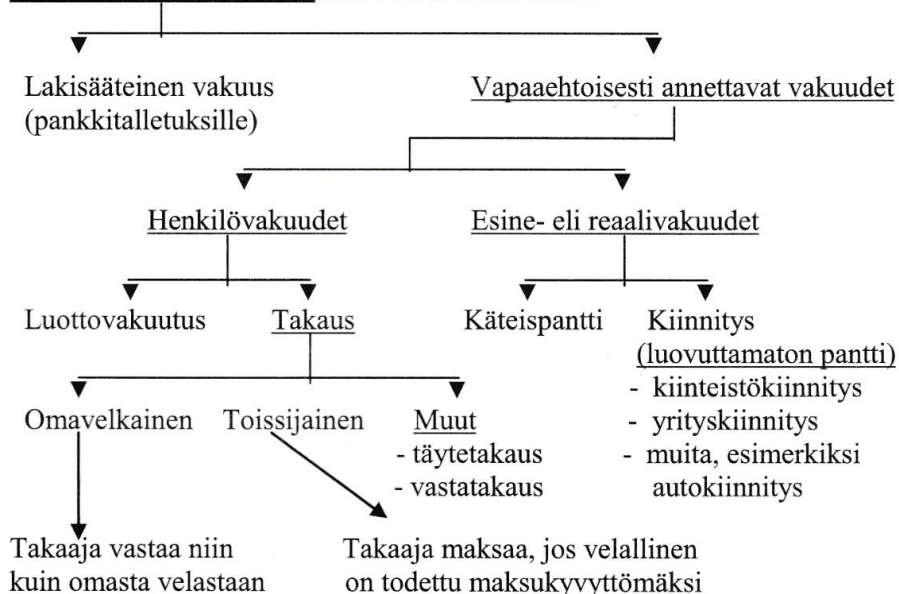 Lakisääteinen vakuus
(pankkitalletuksille)
Vapaaehtoisesti annettavat vakuudet
Henkilövakuudet
Esine- eli reaalivakuudet
Luottovakuutus
Takaus
Käteispantti
Kiinnitys
(luovuttamaton pantti)
- kiinteistökiinnitys
- yrityskiinnitys
- muita, esimerkiksi
autokiinnitys
Omavelkainen
Toissijainen
Muut
- täytetakaus
- vastatakaus
Takaaja vastaa niin
kuin omasta velastaan
Takaaja maksaa, jos velallinen
on todettu maksukyvyttömäksi